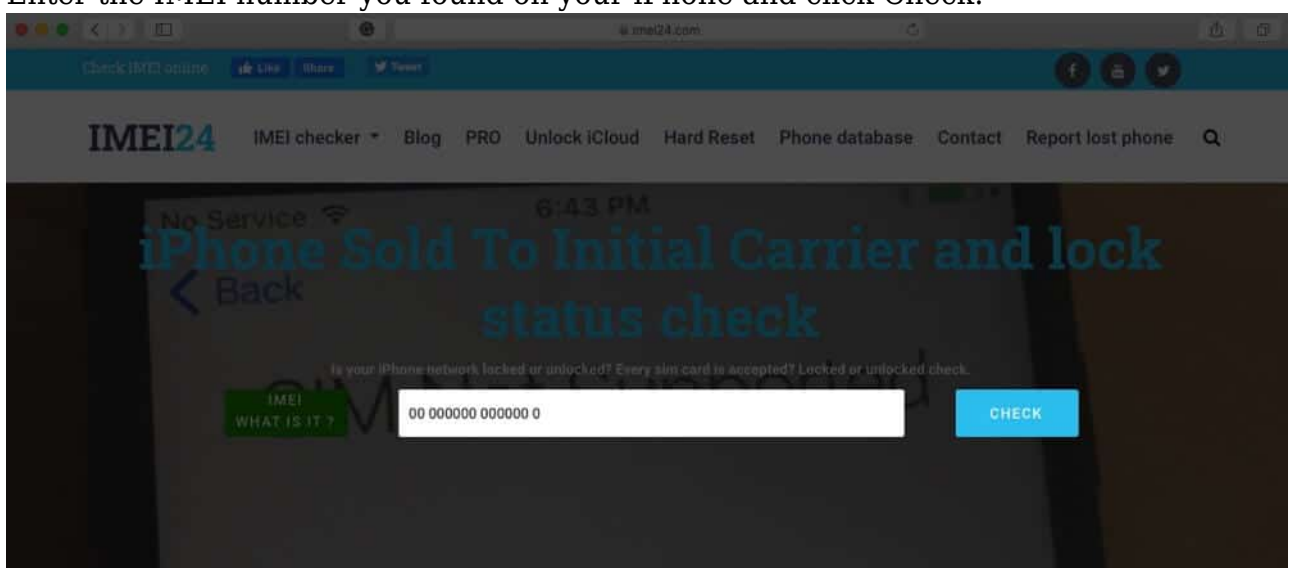 Enter the IMEI number you found on your iPhone and click Check.
imei24.com
Check IMEI online Like Share Tweet
IMEI24 IMEI checker Blog PRO Unlock iCloud Hard Reset Phone database Contact Report lost phone
No Service 6:43 PM
iPhone Sold To Initial Carrier and lock
Back
status check
Is your iPhone network locked or unlocked? Every sim card is accepted? Locked or unlocked check.
SIM Not Supported
IMEI
WHAT IS IT ?
00 000000 000000 0
CHECK